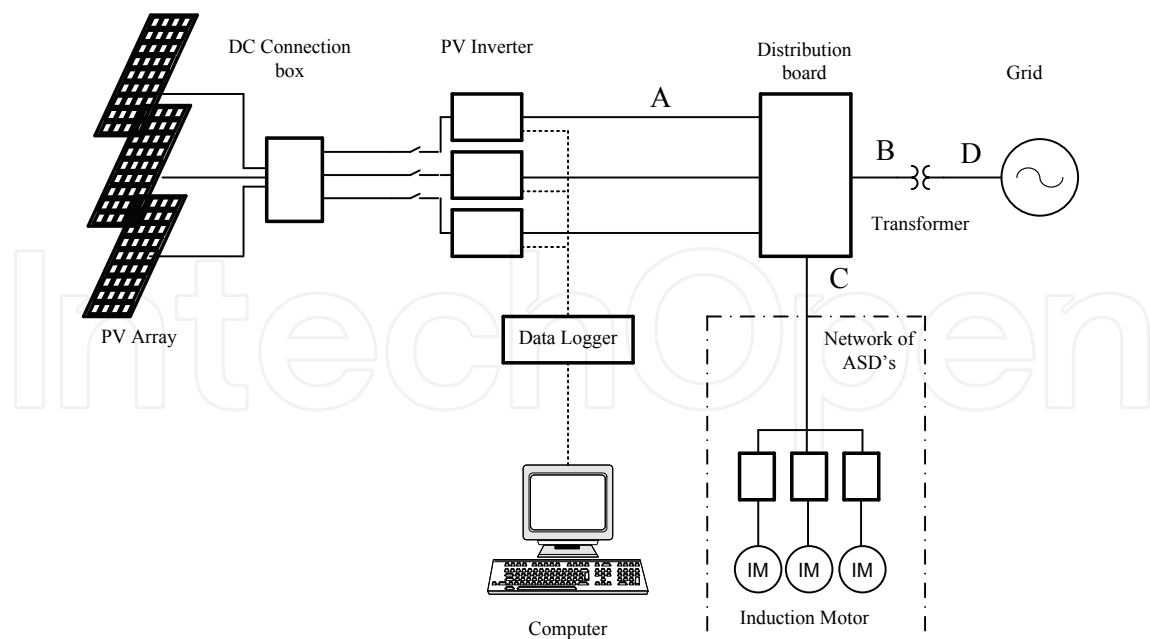 DC Connection
box
PV Inverter
Distribution
board
Grid
A
B
D
Transformer
C
PV Array
Data Logger
Network of
ASD's
IM
IM
IM
Induction Motor
Computer
IntechOpen